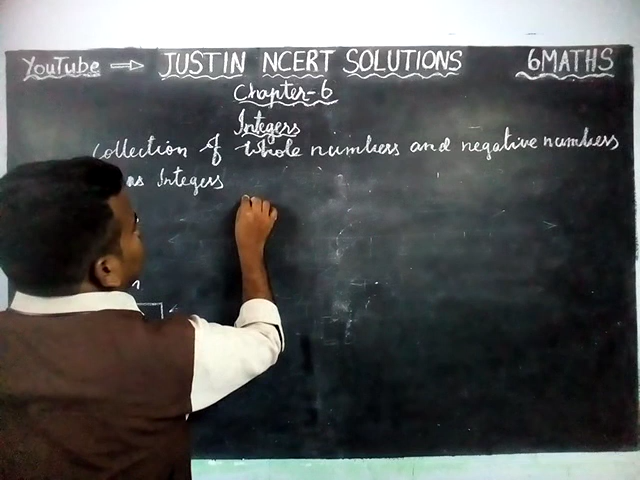 YouTube → JUSTIN NCERT SOLUTIONS 6MATHS
Chapter-6
Integers
Collection of Whole numbers and negative numbers
as Integers